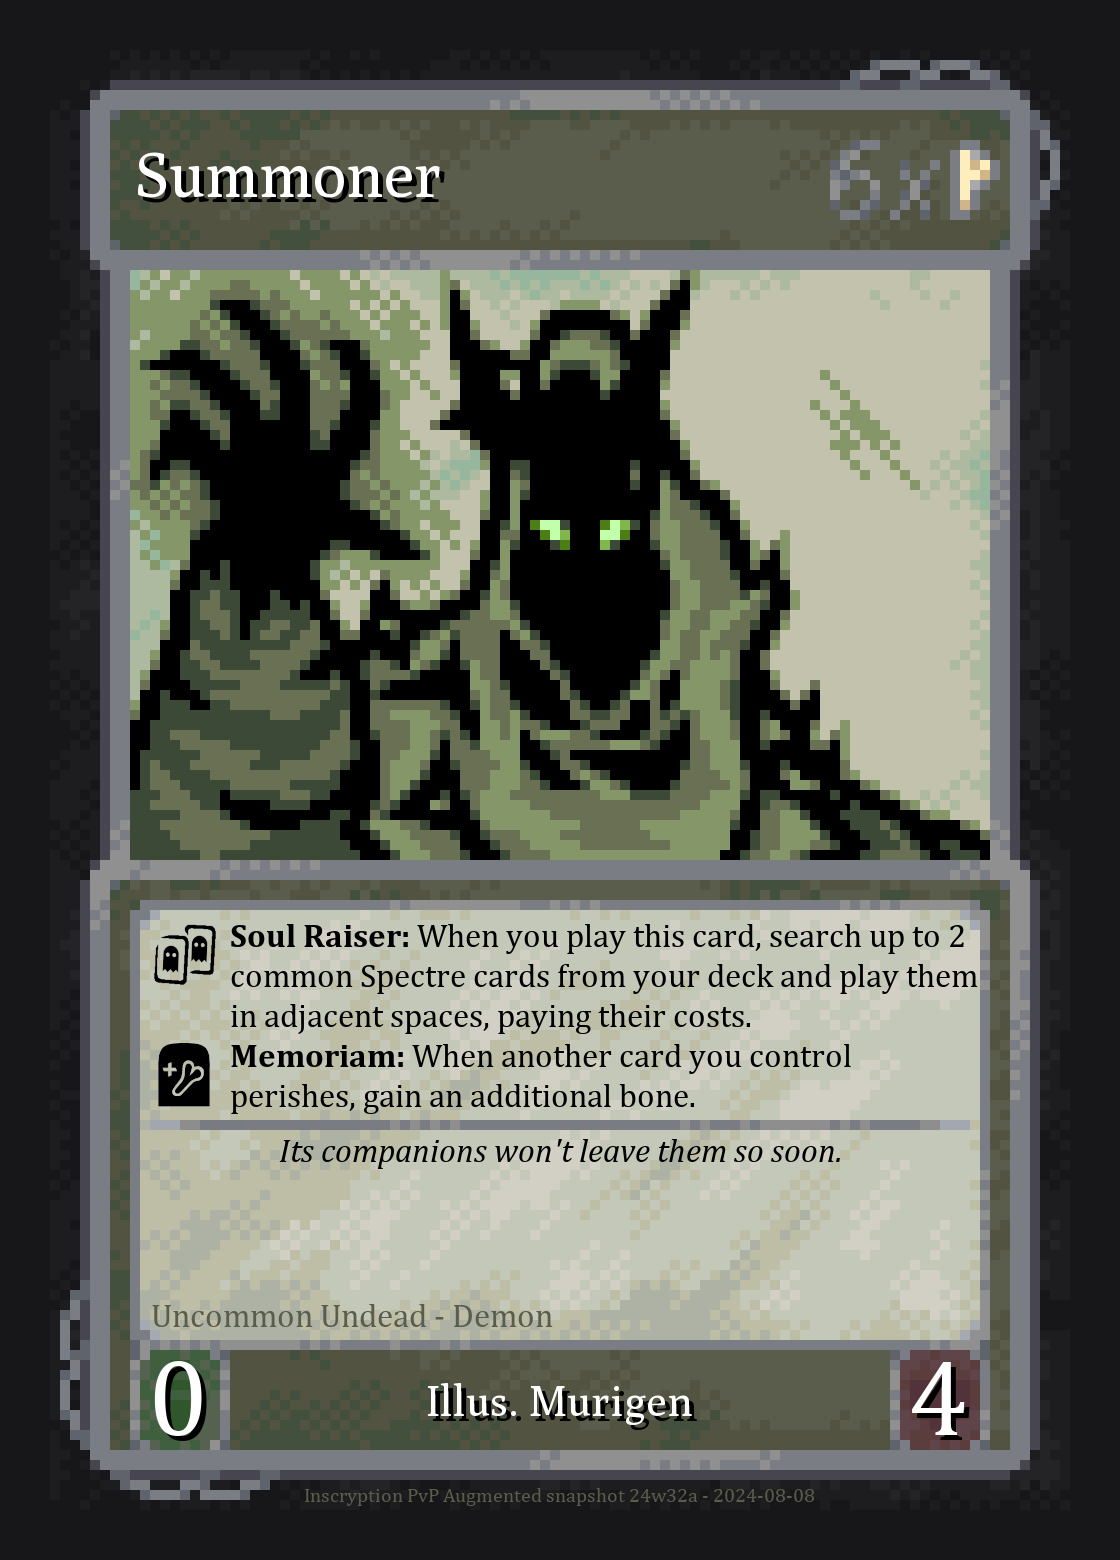 Summoner 6x
Soul Raiser: When you play this card, search up to 2
common Spectre cards from your deck and play them
in adjacent spaces, paying their costs.
Memoriam: When another card you control
perishes, gain an additional bone.
Its companions won't leave them so soon.
Uncommon Undead - Demon
0 Illus. Murigen 4
Inscryption PvP Augmented snapshot 24w32a - 2024-08-08